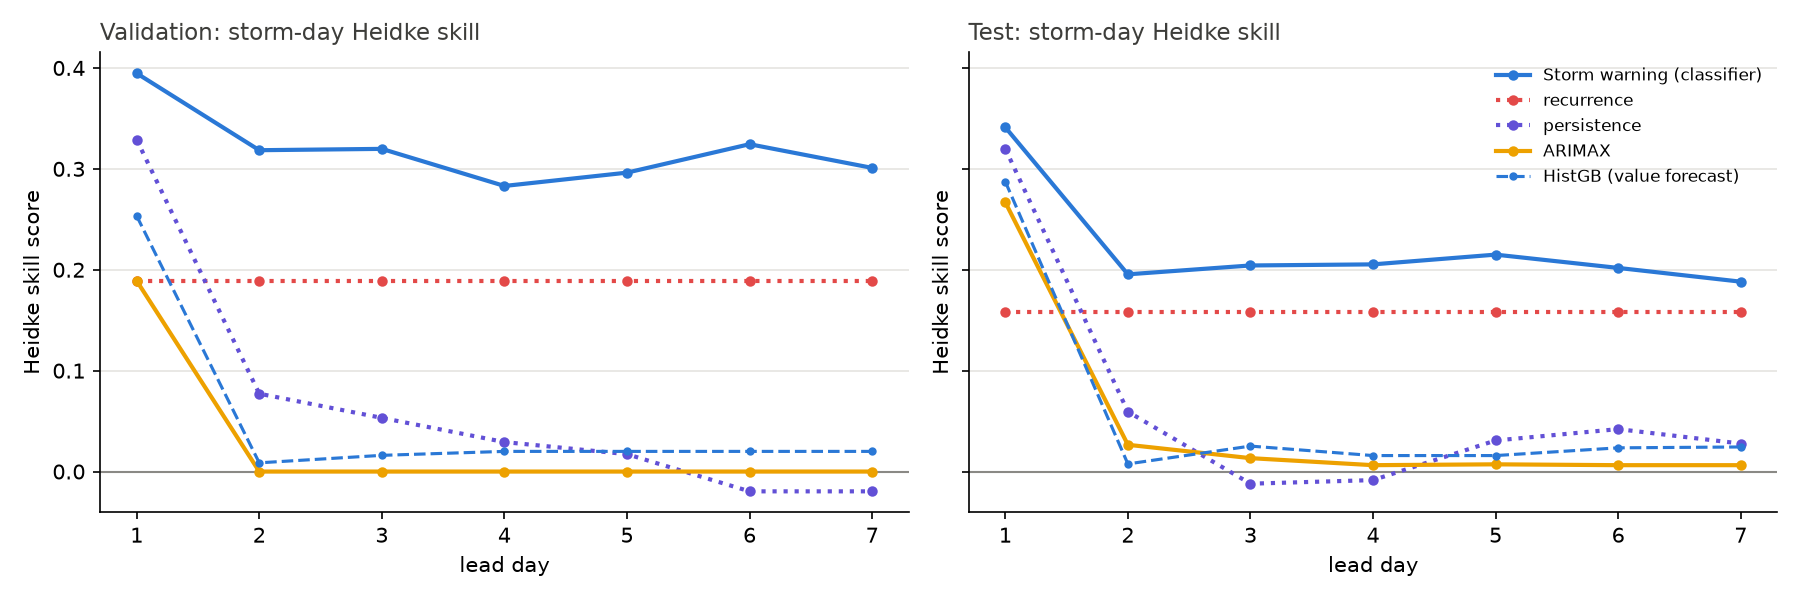 Validation: storm-day Heidke skill
Heidke skill score
0.4
0.3
0.2
0.1
0.0
1 2 3 4 5 6 7
lead day
Test: storm-day Heidke skill
Heidke skill score
Storm warning (classifier)
recurrence
persistence
ARIMAX
HistGB (value forecast)
1 2 3 4 5 6 7
lead day